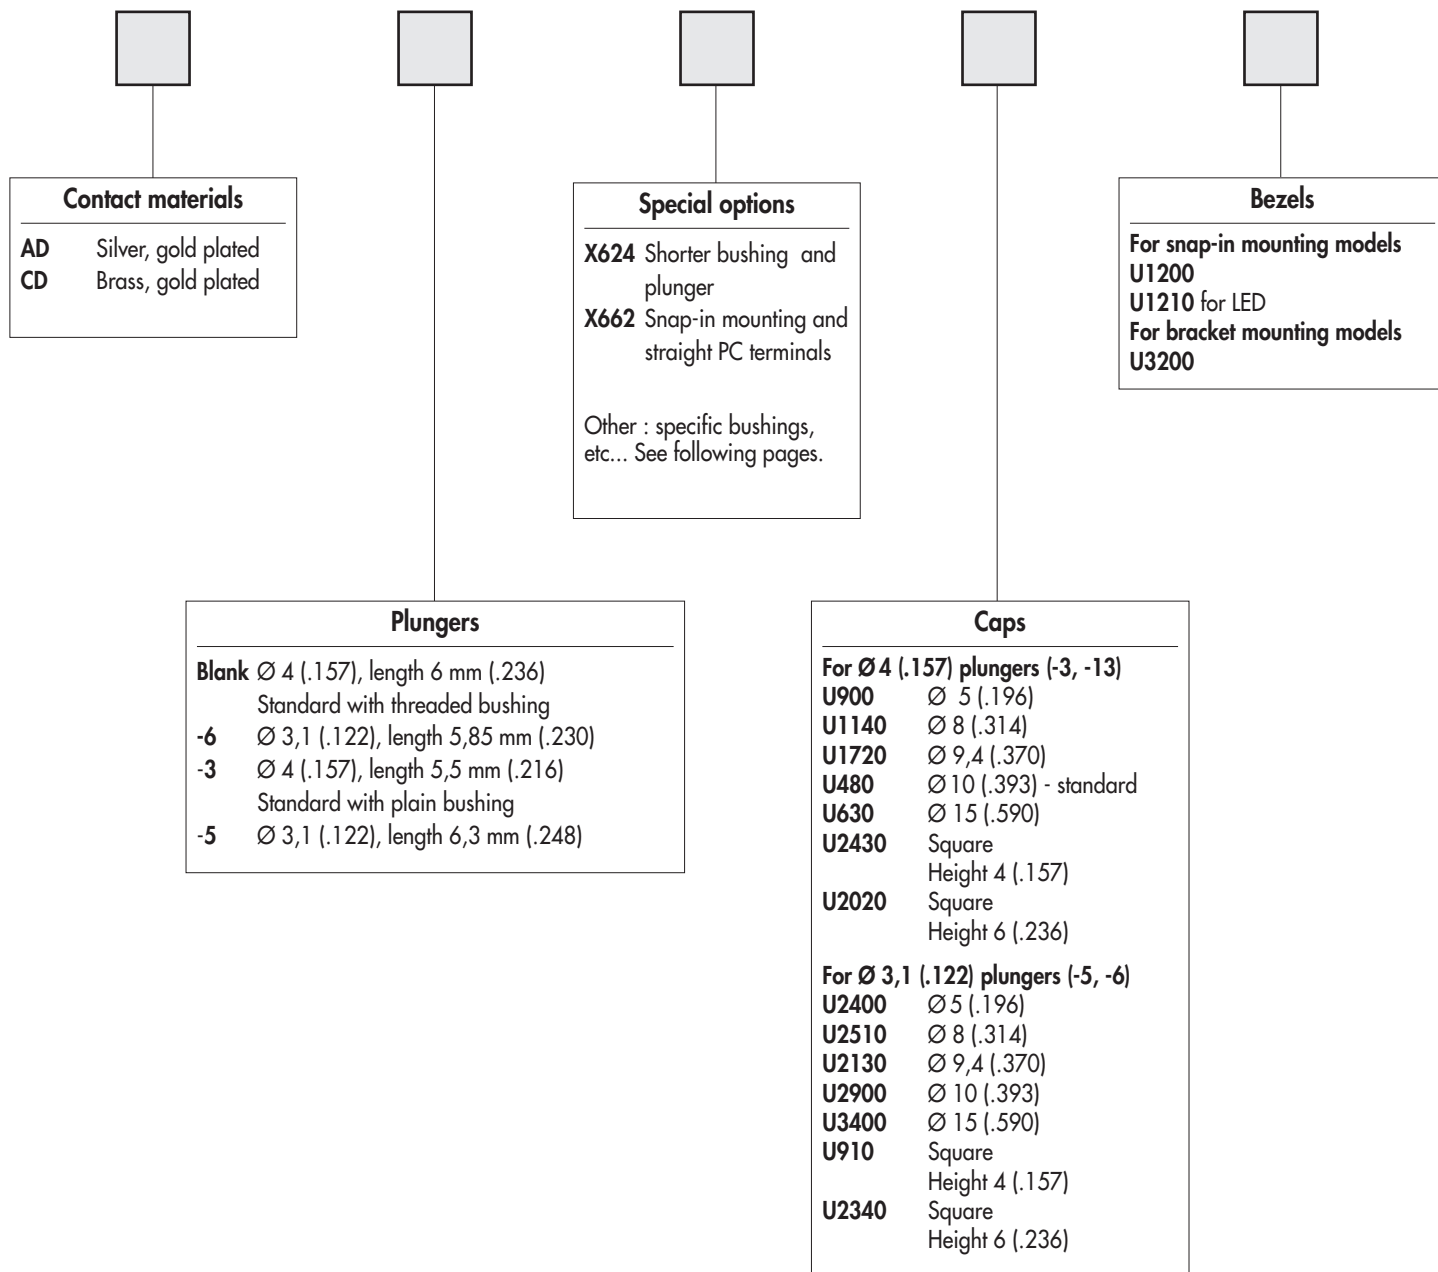 Contact materials
AD Silver, gold plated
CD Brass, gold plated
Special options
X624 Shorter bushing and
plunger
X662 Snap-in mounting and
straight PC terminals
Other : specific bushings,
etc... See following pages.
Bezels
For snap-in mounting models
U1200
U1210 for LED
For bracket mounting models
U3200
Plungers
Blank Ø 4 (.157), length 6 mm (.236)
Standard with threaded bushing
-6 Ø 3,1 (.122), length 5,85 mm (.230)
-3 Ø 4 (.157), length 5,5 mm (.216)
Standard with plain bushing
-5 Ø 3,1 (.122), length 6,3 mm (.248)
Caps
For Ø 4 (.157) plungers (-3, -13)
U900 Ø 5 (.196)
U1140 Ø 8 (.314)
U1720 Ø 9,4 (.370)
U480 Ø 10 (.393) - standard
U630 Ø 15 (.590)
U2430 Square
Height 4 (.157)
U2020 Square
Height 6 (.236)
For Ø 3,1 (.122) plungers (-5, -6)
U2400 Ø 5 (.196)
U2510 Ø 8 (.314)
U2130 Ø 9,4 (.370)
U2900 Ø 10 (.393)
U3400 Ø 15 (.590)
U910 Square
Height 4 (.157)
U2340 Square
Height 6 (.236)